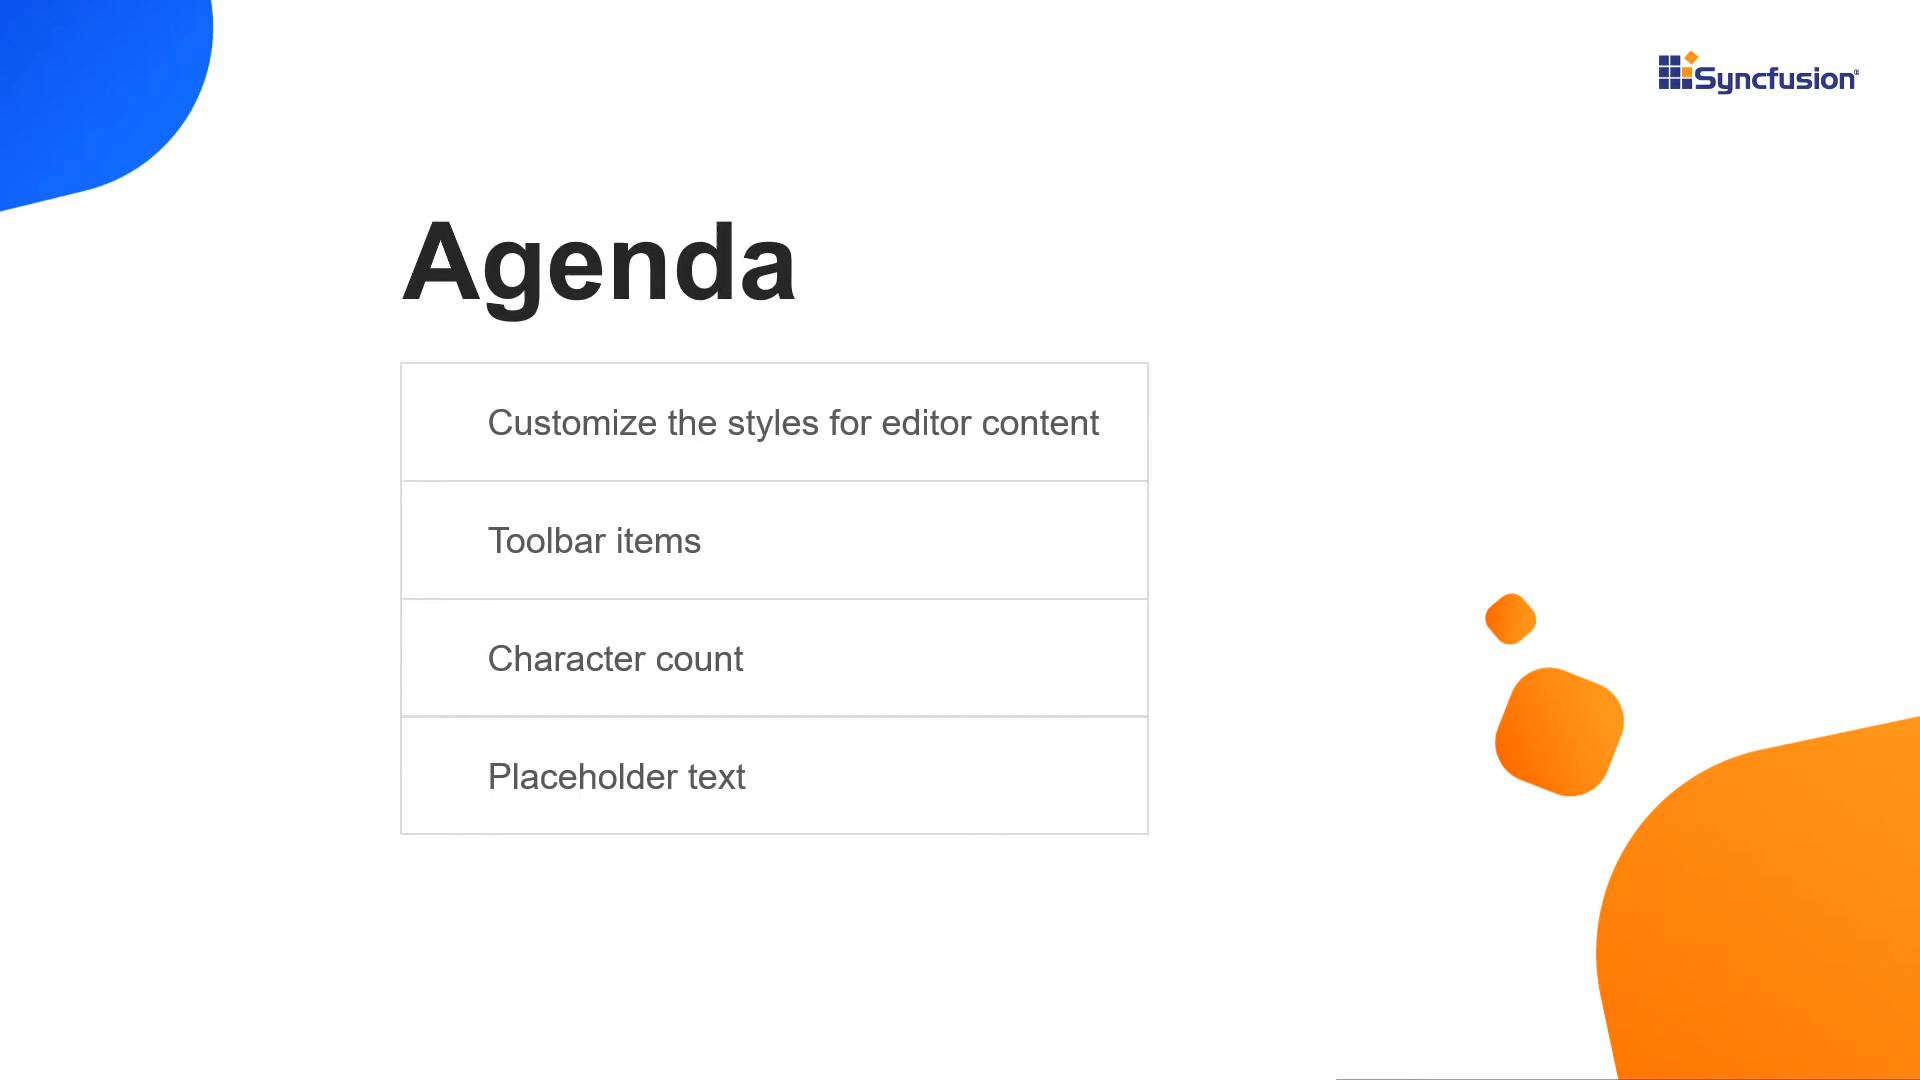 Syncfusion®
Agenda
Customize the styles for editor content
Toolbar items
Character count
Placeholder text